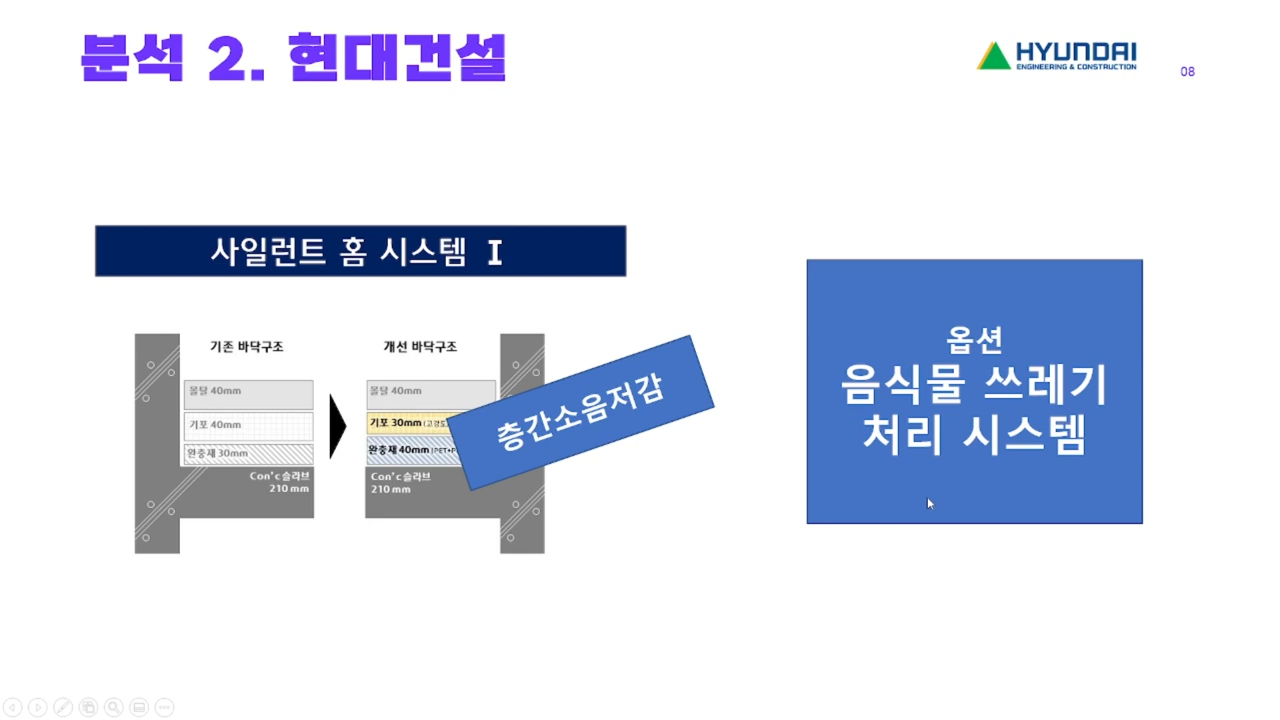 분석 2. 현대건설
HYUNDAI
ENGINEERING & CONSTRUCTION
08
사일런트 홈 시스템 I
기존 바닥구조
몰탈 40mm
기포 40mm
완충재 30mm
Con'c슬라브
210 mm
개선 바닥구조
몰탈 40mm
기포 30mm
완충재 40mm (PET+
Con'c슬라브
210 mm
층간소음저감
옵션
음식물 쓰레기
처리 시스템